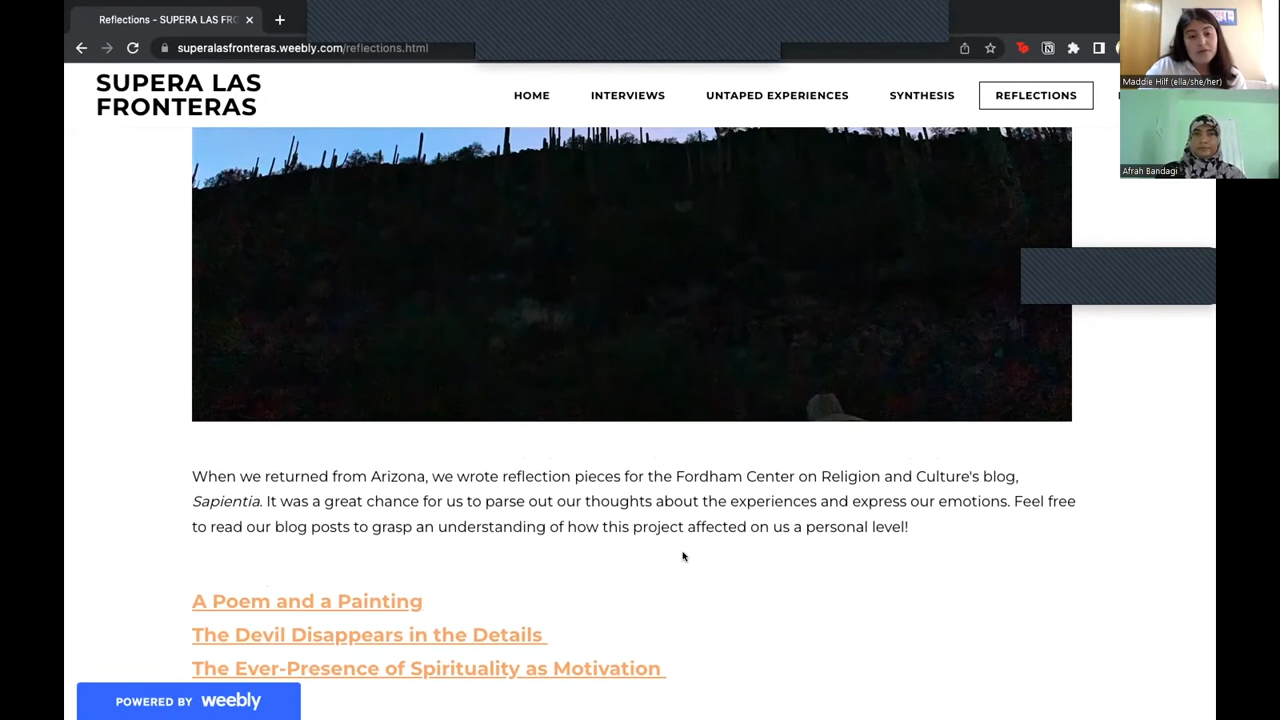 Reflections - SUPERA LAS FRO
superalasfronteras.weebly.com/reflections.html
SUPERA LAS
FRONTERAS
HOME INTERVIEWS UNTAPED EXPERIENCES SYNTHESIS REFLECTIONS
Maddie Hilf (ella/she/her)
Afrah Bandagi
When we returned from Arizona, we wrote reflection pieces for the Fordham Center on Religion and Culture's blog,
Sapientia. It was a great chance for us to parse out our thoughts about the experiences and express our emotions. Feel free
to read our blog posts to grasp an understanding of how this project affected on us a personal level!
A Poem and a Painting
The Devil Disappears in the Details
The Ever-Presence of Spirituality as Motivation
POWERED BY weebly